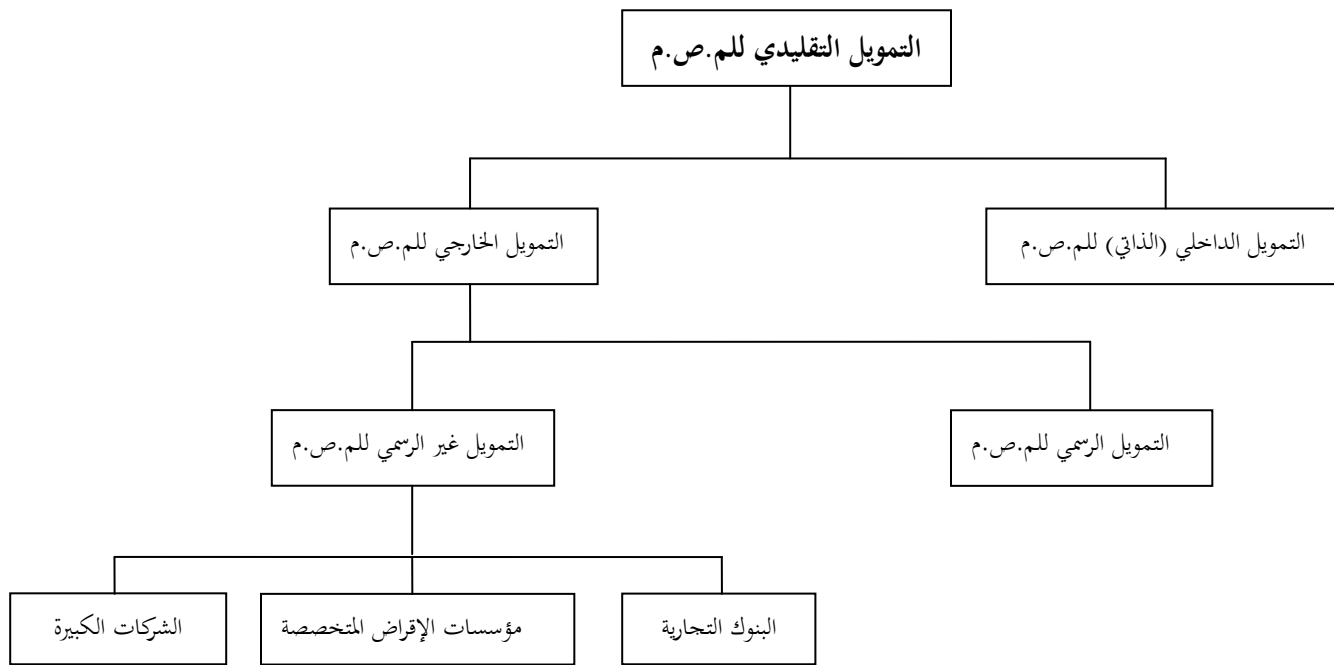 التمويل التقليدي للم.ص.م
التمويل الداخلي (الذاتي) للم.ص.م
التمويل الخارجي للم.ص.م
التمويل الرسمي للم.ص.م
التمويل غير الرسمي للم.ص.م
البنوك التجارية
مؤسسات الإقراض المتخصصة
الشركات الكبيرة